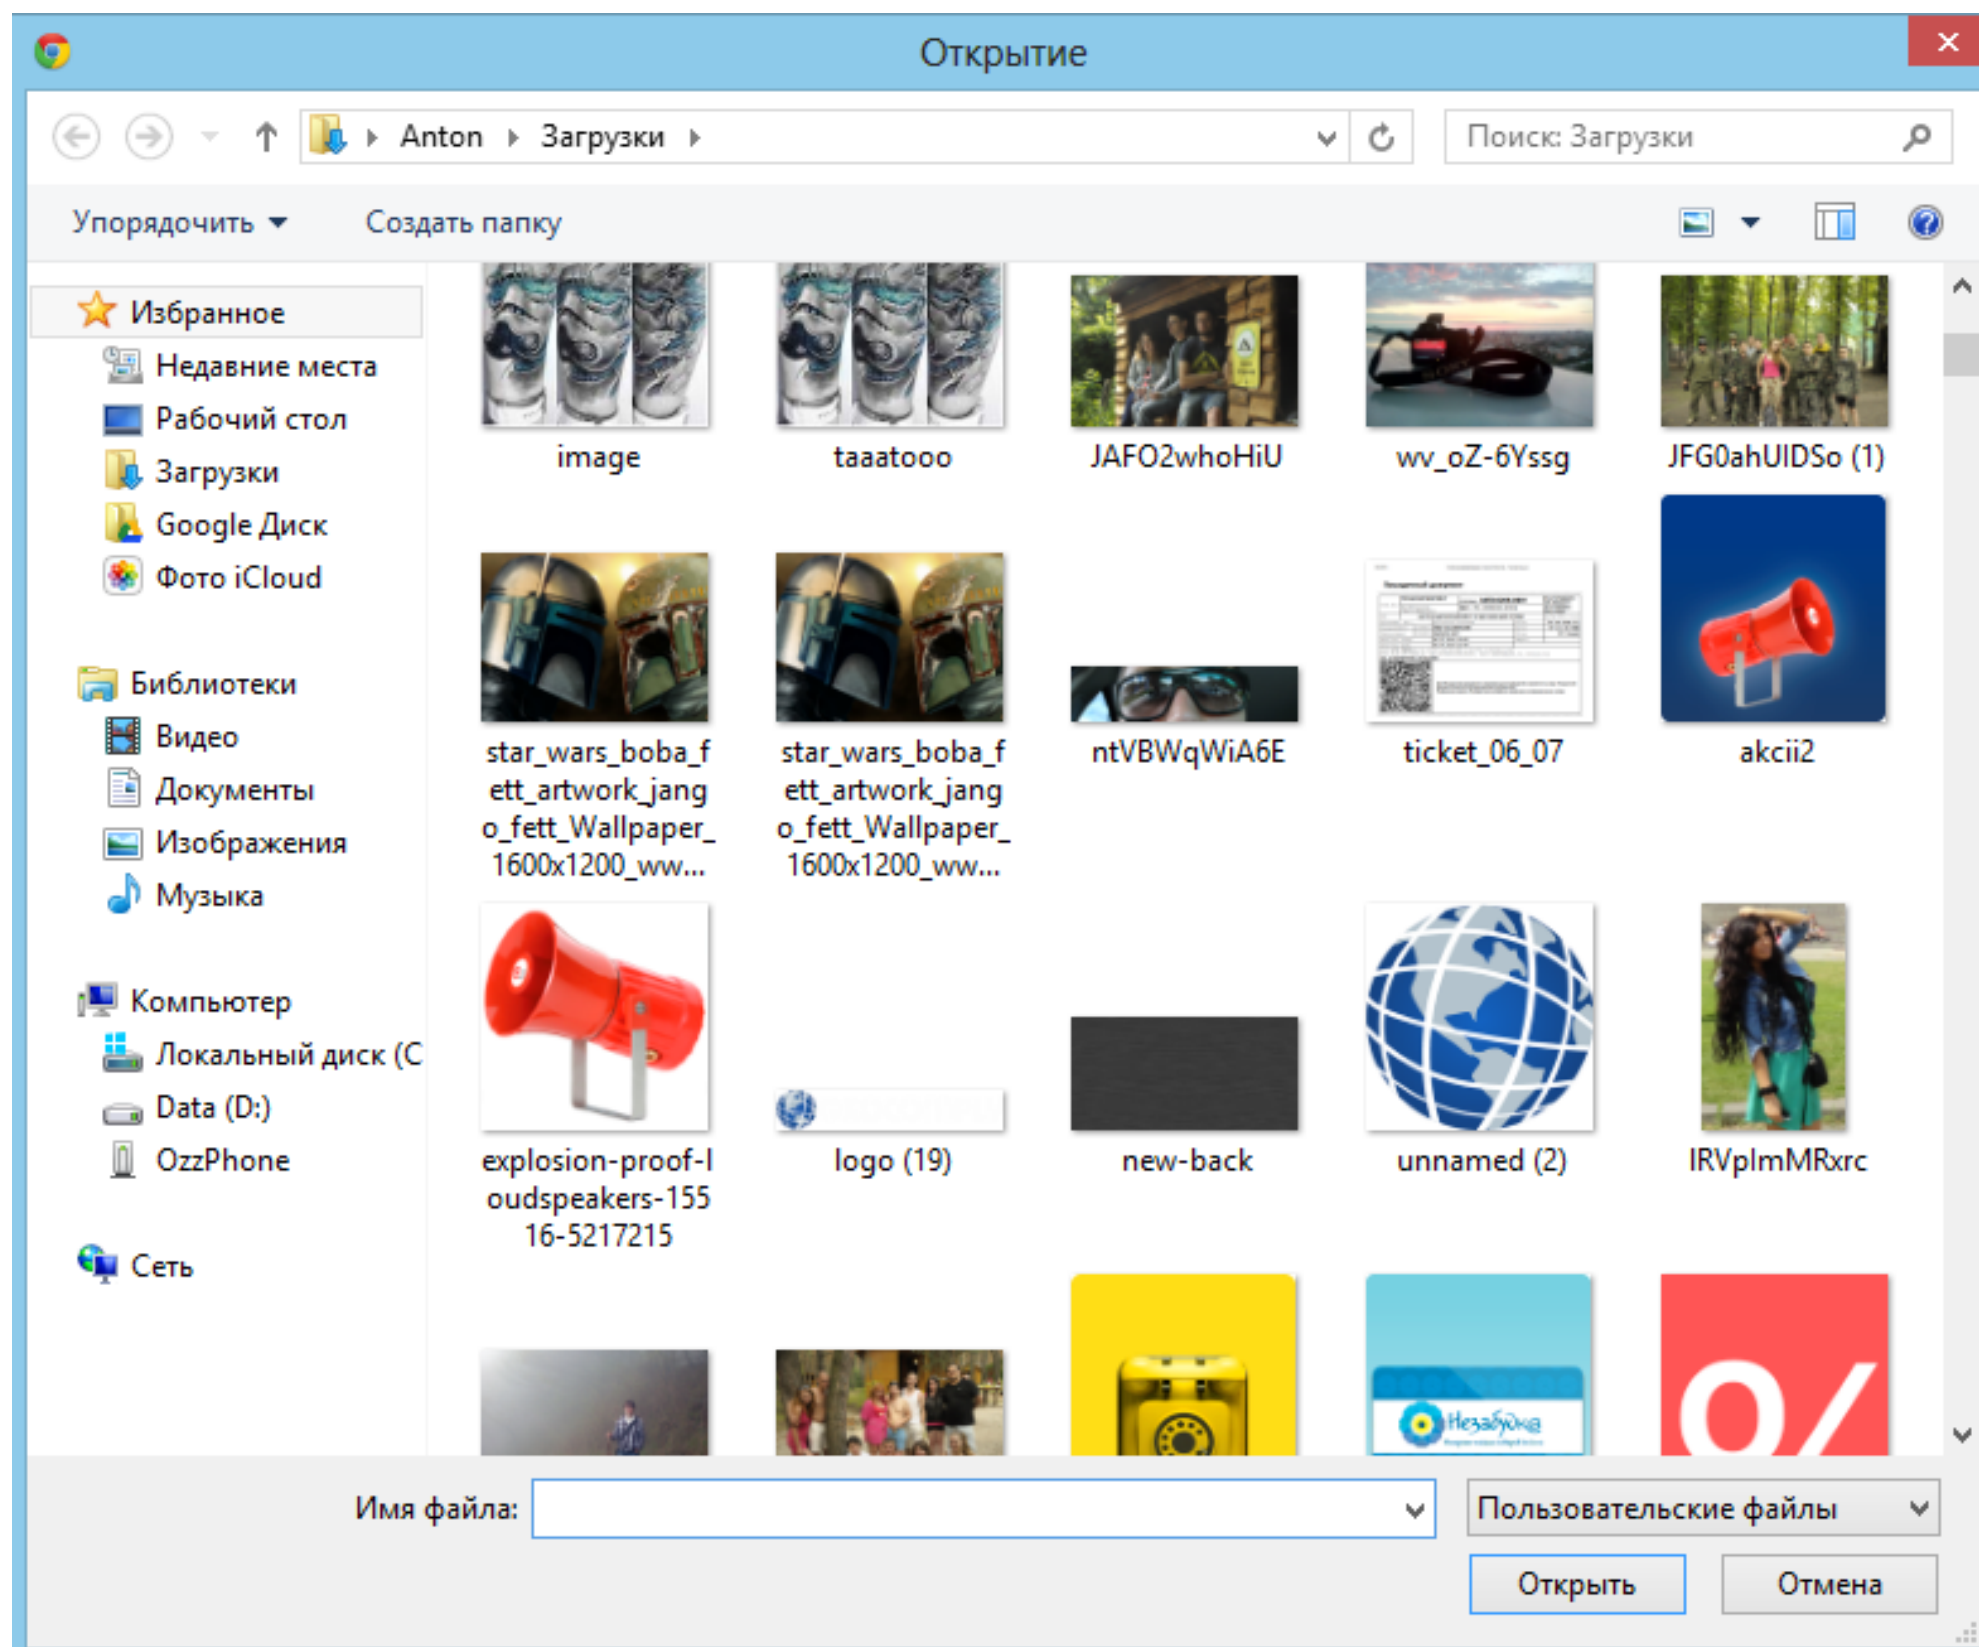 Открытие
Anton
Загрузки
Поиск: Загрузки
Упорядочить
Создать папку
Избранное
Недавние места
Рабочий стол
Загрузки
Google Диск
Фото iCloud
Библиотеки
Видео
Документы
Изображения
Музыка
Компьютер
Локальный диск (C
Data (D:)
OzzPhone
Сеть
image
taaatooo
JAFO2whoHiU
wv_oZ-6Yssg
JFG0ahUIDSo (1)
star_wars_boba_f
ett_artwork_jang
o_fett_Wallpaper_
1600x1200_ww...
star_wars_boba_f
ett_artwork_jang
o_fett_Wallpaper_
1600x1200_ww...
ntVBWqWiA6E
ticket_06_07
akcii2
explosion-proof-l
oudspeakers-155
16-5217215
logo (19)
new-back
unnamed (2)
lRVpImMRxrc
Незабудка
%
Имя файла:
Пользовательские файлы
Открыть
Отмена